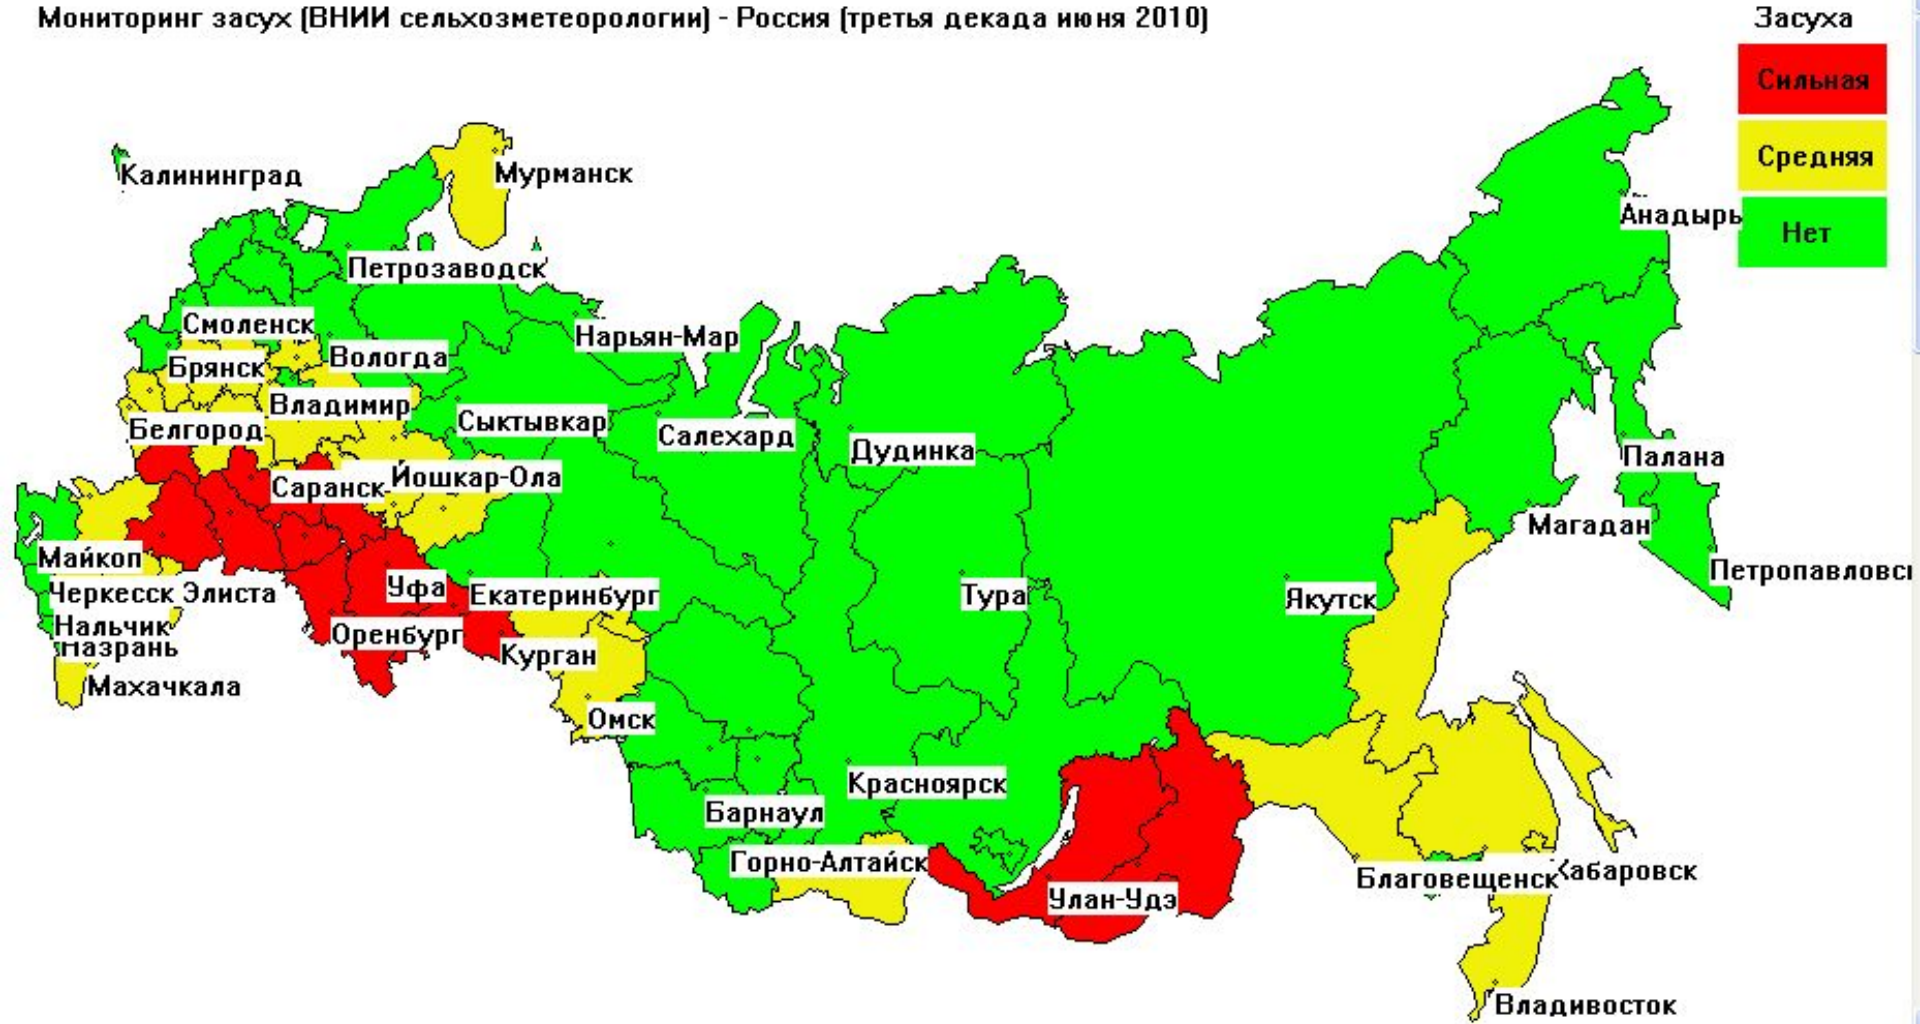 Мониторинг засух (ВНИИ сельхозметеорологии) - Россия (третья декада июня 2010)
Засуха
Сильная
Средняя
Нет
Калининград
Мурманск
Анадырь
Петрозаводск
Смоленск
Нарьян-Мар
Вологда
Брянск
Владимир
Сыктывкар
Белгород
Салехард
Дудинка
Палана
Йошкар-Ола
Саранск
Магадан
Майкоп
Петропавловс
Уфа
Екатеринбург
Тура
Якутск
Черкесск Элиста
Нальчик
Оренбург
Назрань
Курган
Махачкала
Омск
Красноярск
Барнаул
Горно-Алтайск
Улан-Удэ
Благовещенск
Хабаровск
Владивосток